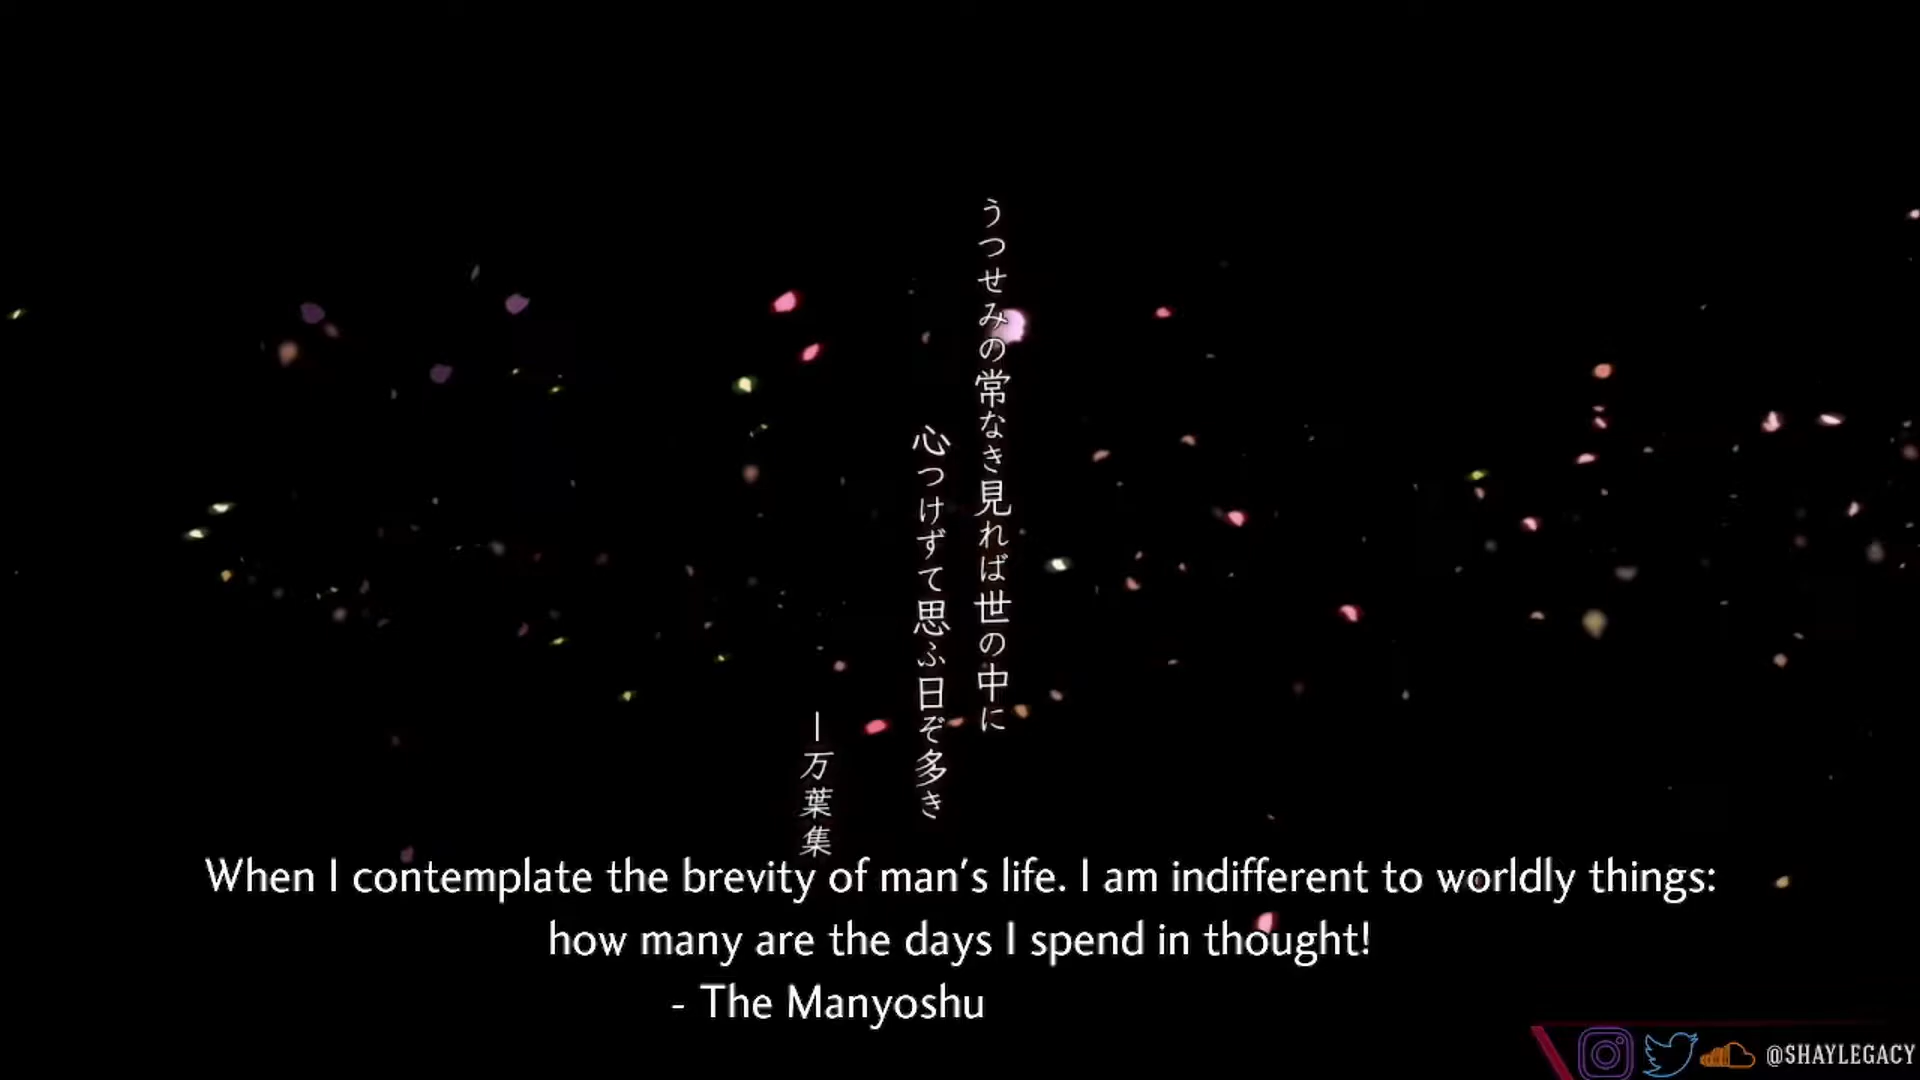 うつせみの常なき見れば世の中に
心つけずて思ふ日ぞ多き
―万葉集
When I contemplate the brevity of man's life. I am indifferent to worldly things:
how many are the days I spend in thought!
- The Manyoshu
@SHAYLEGACY